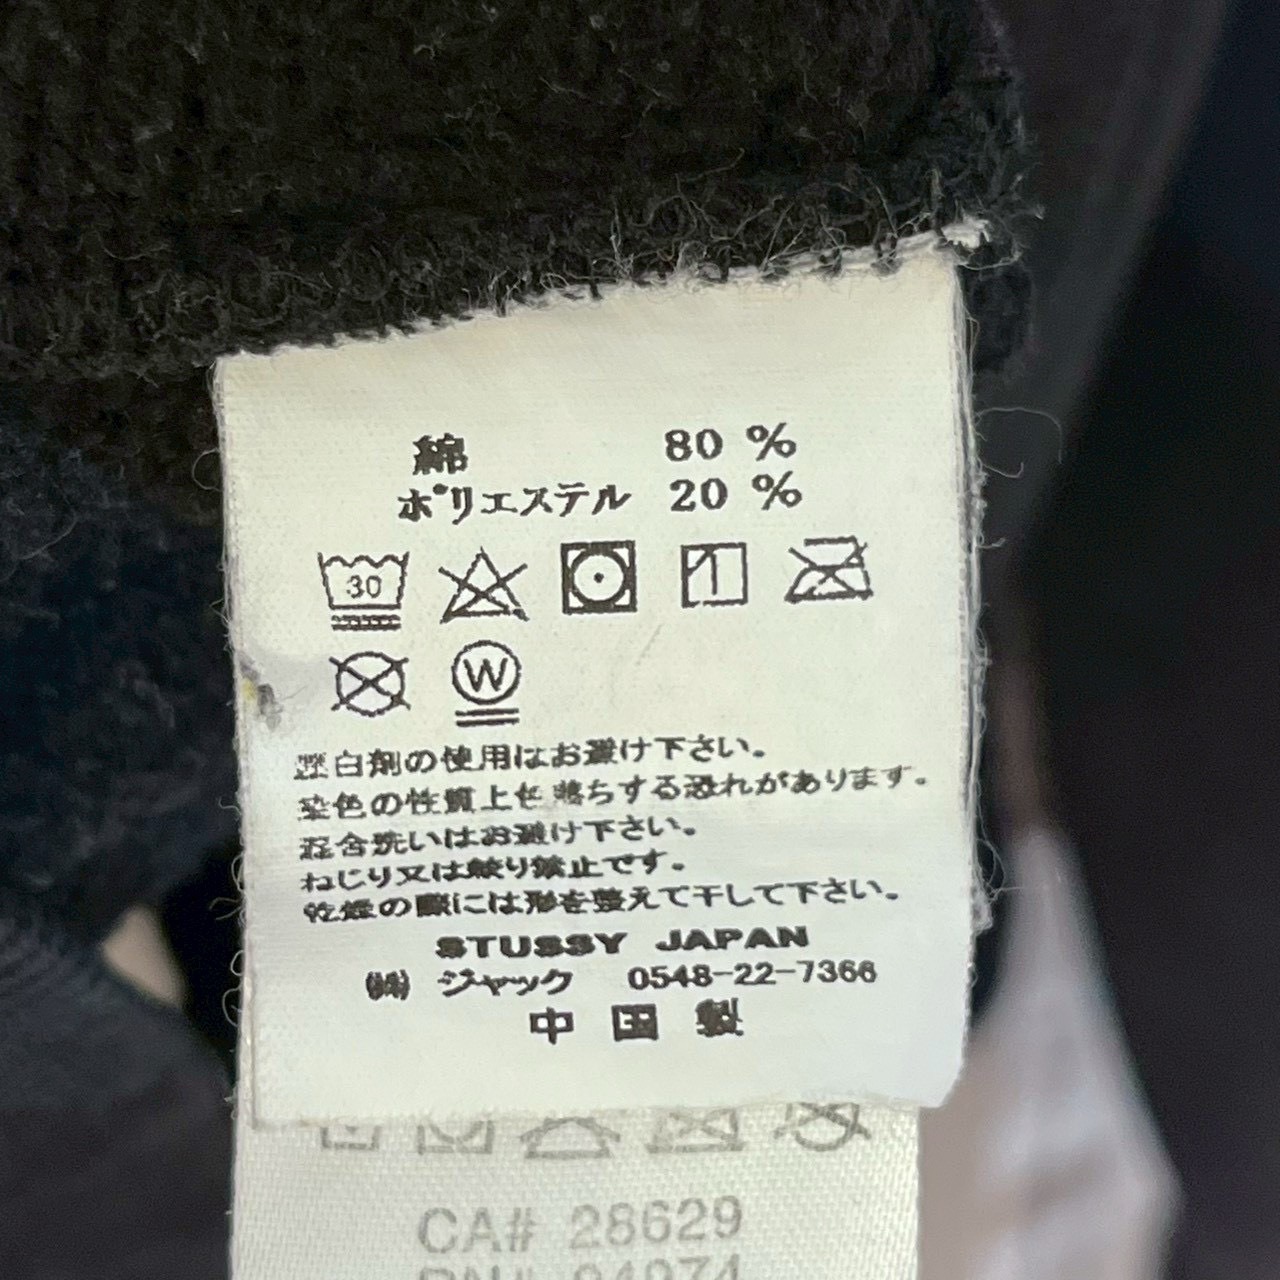 綿 80 %
ポリエステル 20 %
30
W
漂白剤の使用はお避け下さい。
染色の性質上色落ちする恐れがあります。
混合洗いはお避け下さい。
ねじり又は絞り禁止です。
乾燥の際には形を整えて干して下さい。
STUSSY JAPAN
㈱ ジャック 0548-22-7366
中国製
CA# 28629